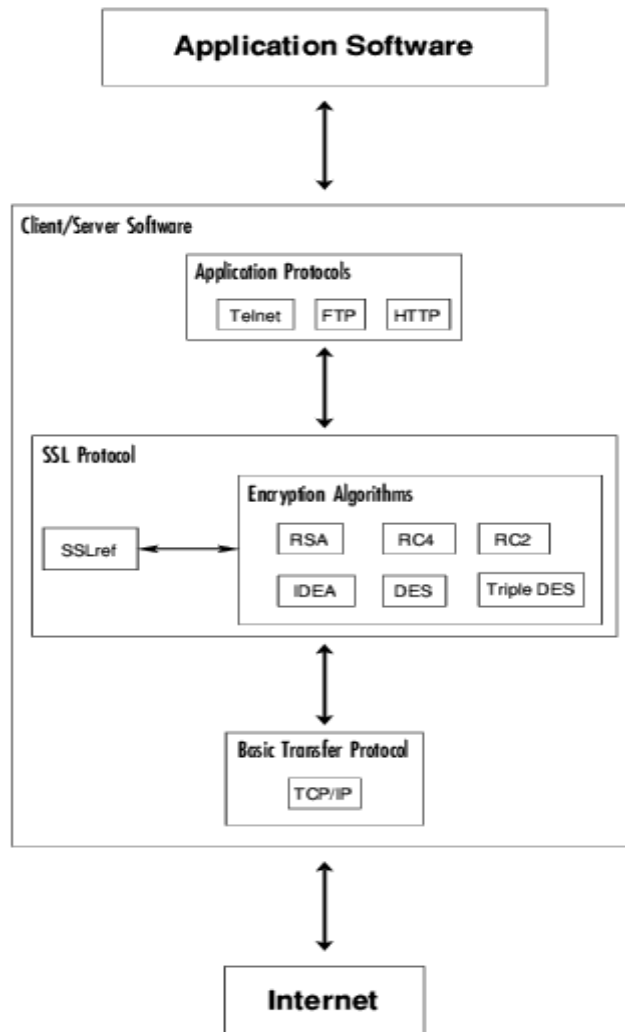 Application Software
Client/Server Software
Application Protocols
Telnet FTP HTTP
SSL Protocol
Encryption Algorithms
SSLref
RSA RC4 RC2
IDEA DES Triple DES
Basic Transfer Protocol
TCP/IP
Internet